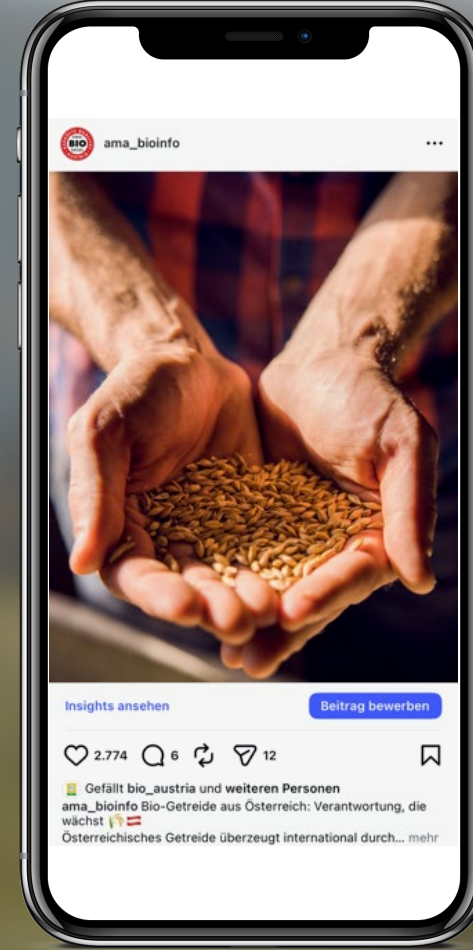 BIO
ama_bioinfo
Insights ansehen
Beitrag bewerben
2.774 6 12
Gefällt bio_austria und weiteren Personen
ama_bioinfo Bio-Getreide aus Österreich: Verantwortung, die
wächst 🌾🇦🇹
Österreichisches Getreide überzeugt international durch... mehr